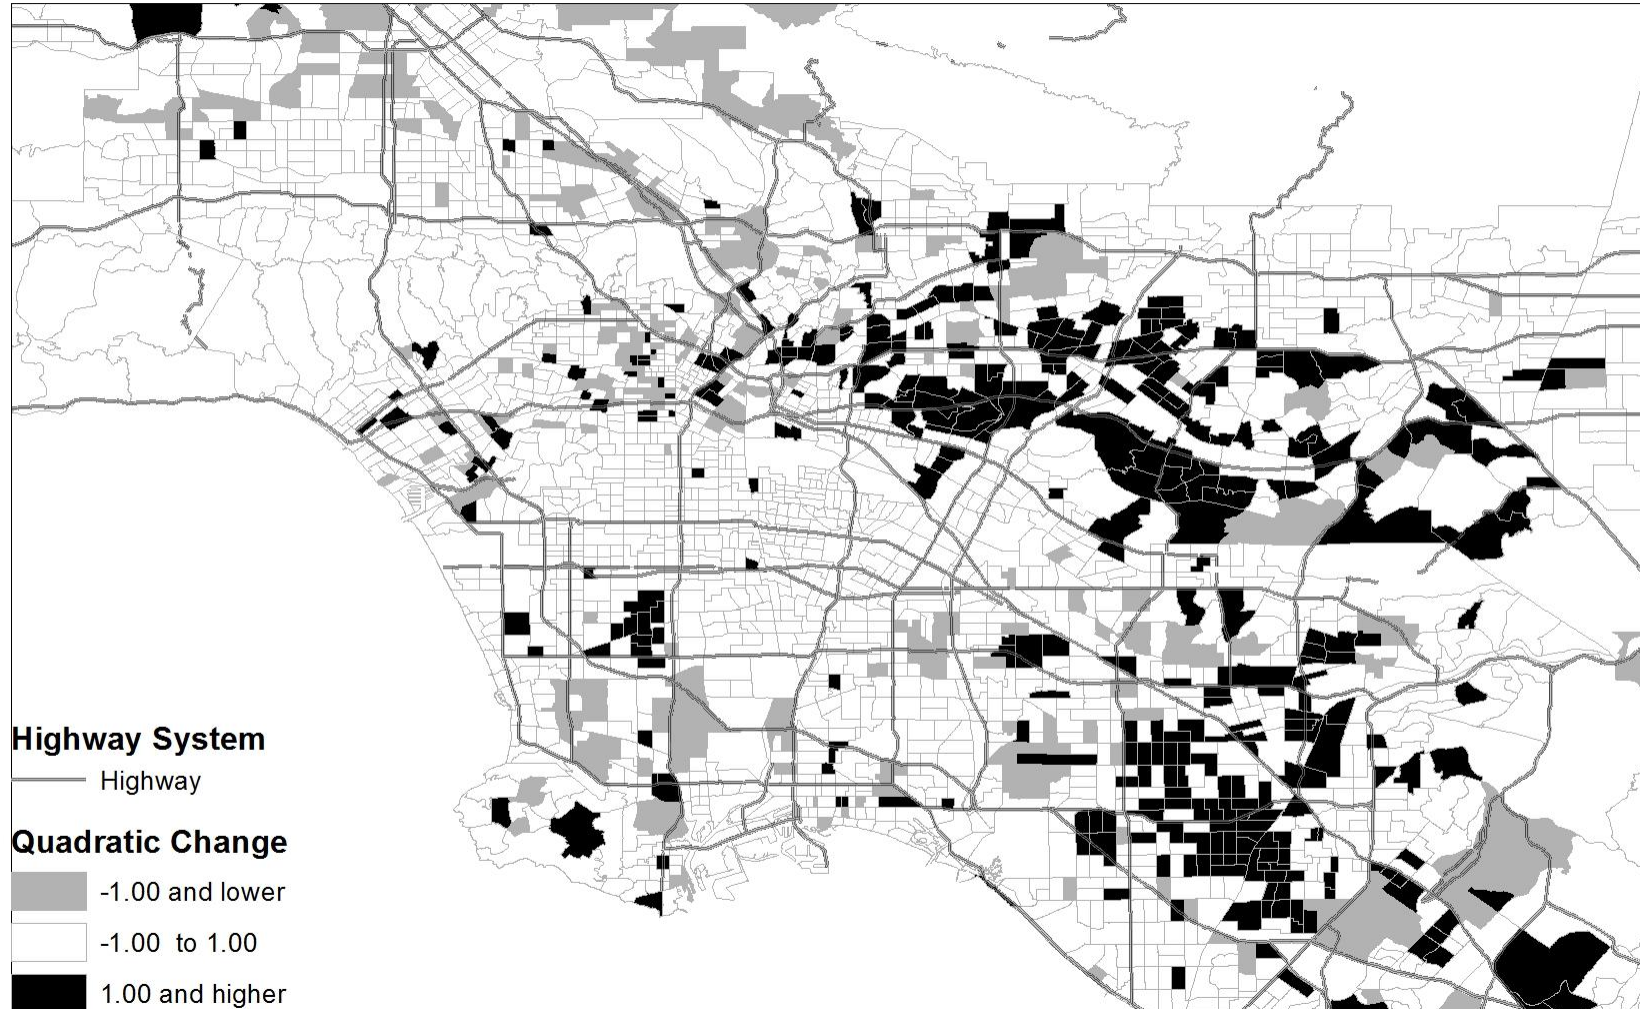 Highway System
Highway
Quadratic Change
-1.00 and lower
-1.00 to 1.00
1.00 and higher